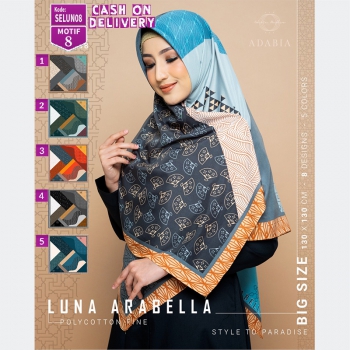 Kode:
SELUN08
MOTIF
8
CASH ON
DELIVERY
ADABIA
1
2
3
4
5
BIG SIZE
130 X 130 CM – 8 DESIGNS – 5 COLORS
LUNA ARABELLA
POLYCOTTON FINE
STYLE TO PARADISE